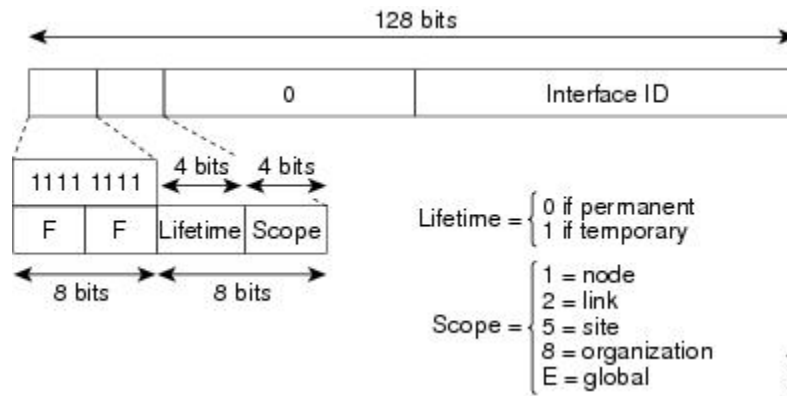 128 bits
0 Interface ID
4 bits 4 bits
1111 1111
F F Lifetime Scope
8 bits 8 bits
Lifetime = 0 if permanent
1 if temporary
Scope = 1 = node
2 = link
5 = site
8 = organization
E = global